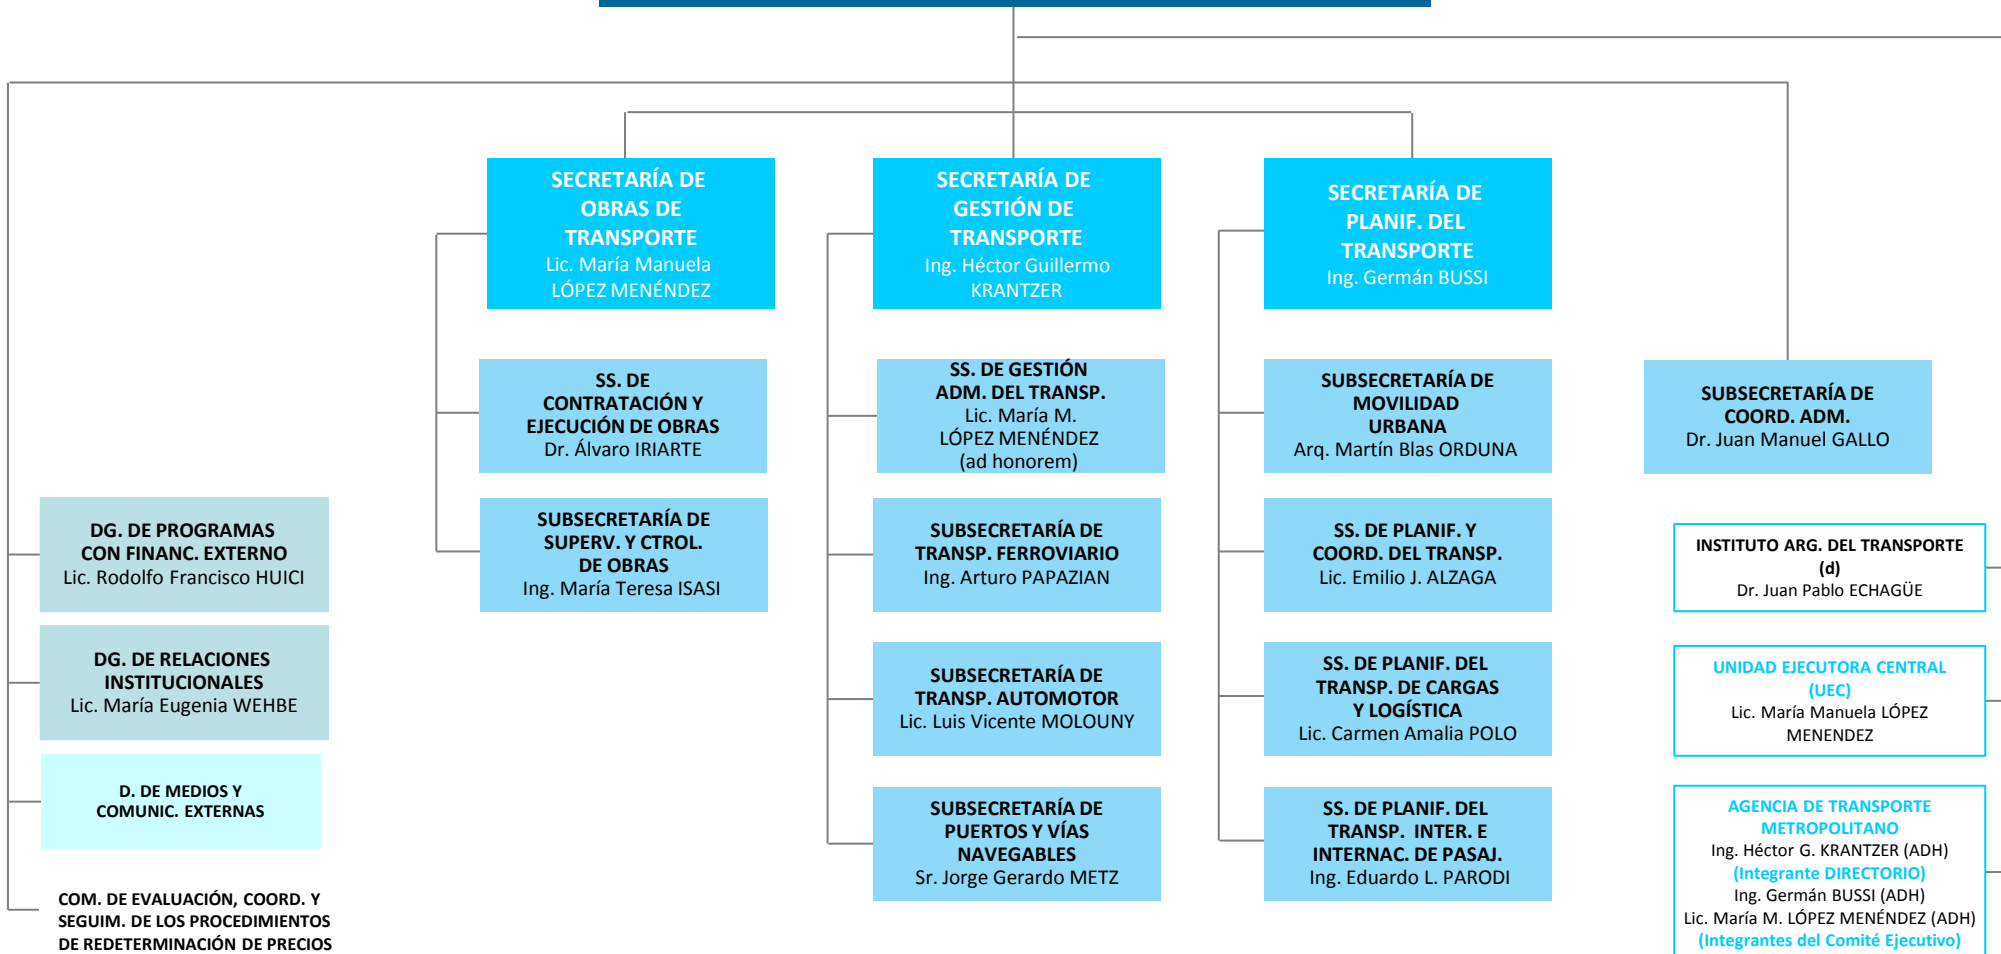 SECRETARÍA DE
OBRAS DE
TRANSPORTE
Lic. María Manuela
LÓPEZ MENÉNDEZ
SECRETARÍA DE
GESTIÓN DE
TRANSPORTE
Ing. Héctor Guillermo
KRANTZER
SECRETARÍA DE
PLANIF. DEL
TRANSPORTE
Ing. Germán BUSSI
SS. DE
CONTRATACIÓN Y
EJECUCIÓN DE OBRAS
Dr. Álvaro IRIARTE
SS. DE GESTIÓN
ADM. DEL TRANSP.
Lic. María M.
LÓPEZ MENÉNDEZ
(ad honorem)
SUBSECRETARÍA DE
MOVILIDAD
URBANA
Arq. Martín Blas ORDUNA
SUBSECRETARÍA DE
COORD. ADM.
Dr. Juan Manuel GALLO
DG. DE PROGRAMAS
CON FINANC. EXTERNO
Lic. Rodolfo Francisco HUICI
SUBSECRETARÍA DE
SUPERV. Y CTROL.
DE OBRAS
Ing. María Teresa ISASI
SUBSECRETARÍA DE
TRANSP. FERROVIARIO
Ing. Arturo PAPAZIAN
SS. DE PLANIF. Y
COORD. DEL TRANSP.
Lic. Emilio J. ALZAGA
INSTITUTO ARG. DEL TRANSPORTE
(d)
Dr. Juan Pablo ECHAGÜE
DG. DE RELACIONES
INSTITUCIONALES
Lic. María Eugenia WEHBE
SUBSECRETARÍA DE
TRANSP. AUTOMOTOR
Lic. Luis Vicente MOLOUNY
SS. DE PLANIF. DEL
TRANSP. DE CARGAS
Y LOGÍSTICA
Lic. Carmen Amalia POLO
UNIDAD EJECUTORA CENTRAL
(UEC)
Lic. María Manuela LÓPEZ
MENENDEZ
D. DE MEDIOS Y
COMUNIC. EXTERNAS
SUBSECRETARÍA DE
PUERTOS Y VÍAS
NAVEGABLES
Sr. Jorge Gerardo METZ
SS. DE PLANIF. DEL
TRANSP. INTER. E
INTERNAC. DE PASAJ.
Ing. Eduardo L. PARODI
AGENCIA DE TRANSPORTE
METROPOLITANO
Ing. Héctor G. KRANTZER (ADH)
(Integrante DIRECTORIO)
Ing. Germán BUSSI (ADH)
Lic. María M. LÓPEZ MENÉNDEZ (ADH)
(Integrantes del Comité Ejecutivo)
COM. DE EVALUACIÓN, COORD. Y
SEGUIM. DE LOS PROCEDIMIENTOS
DE REDETERMINACIÓN DE PRECIOS